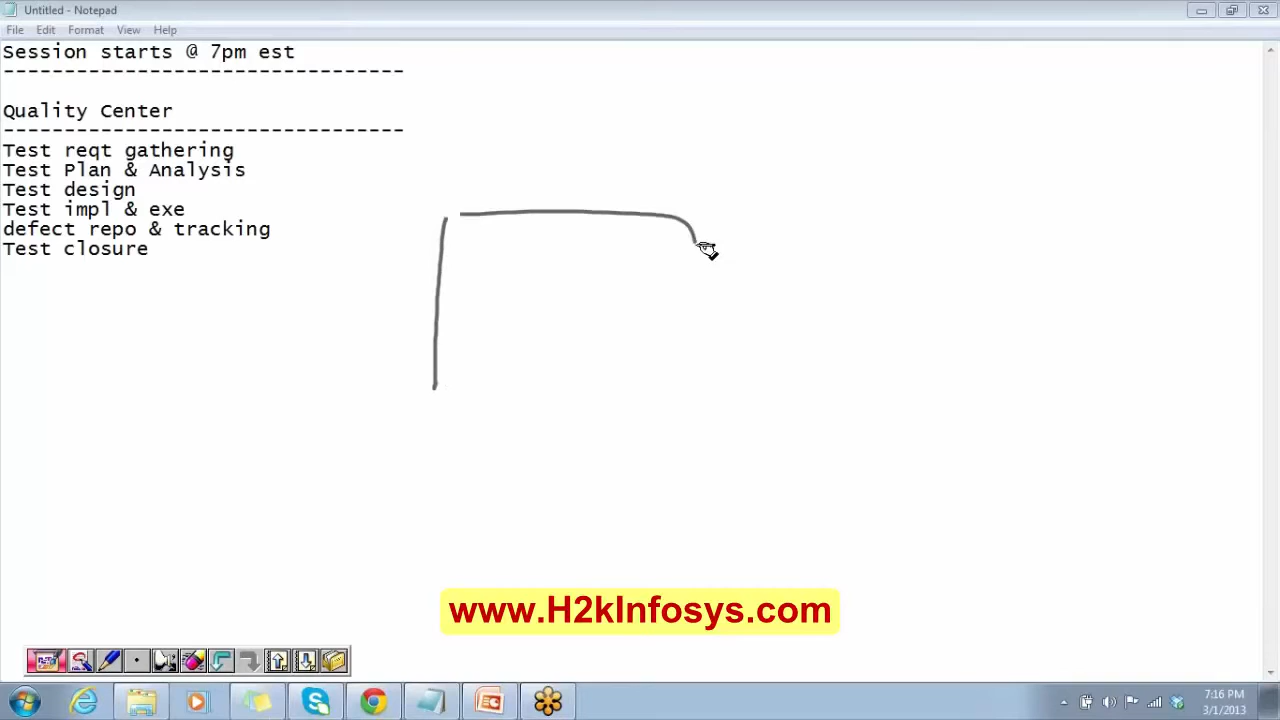 Untitled - Notepad
File Edit Format View Help
Session starts @ 7pm est
---------------------------------
Quality Center
---------------------------------
Test reqt gathering
Test Plan & Analysis
Test design
Test impl & exe
defect repo & tracking
Test closure
www.H2kInfosys.com
7:16 PM
3/1/2013